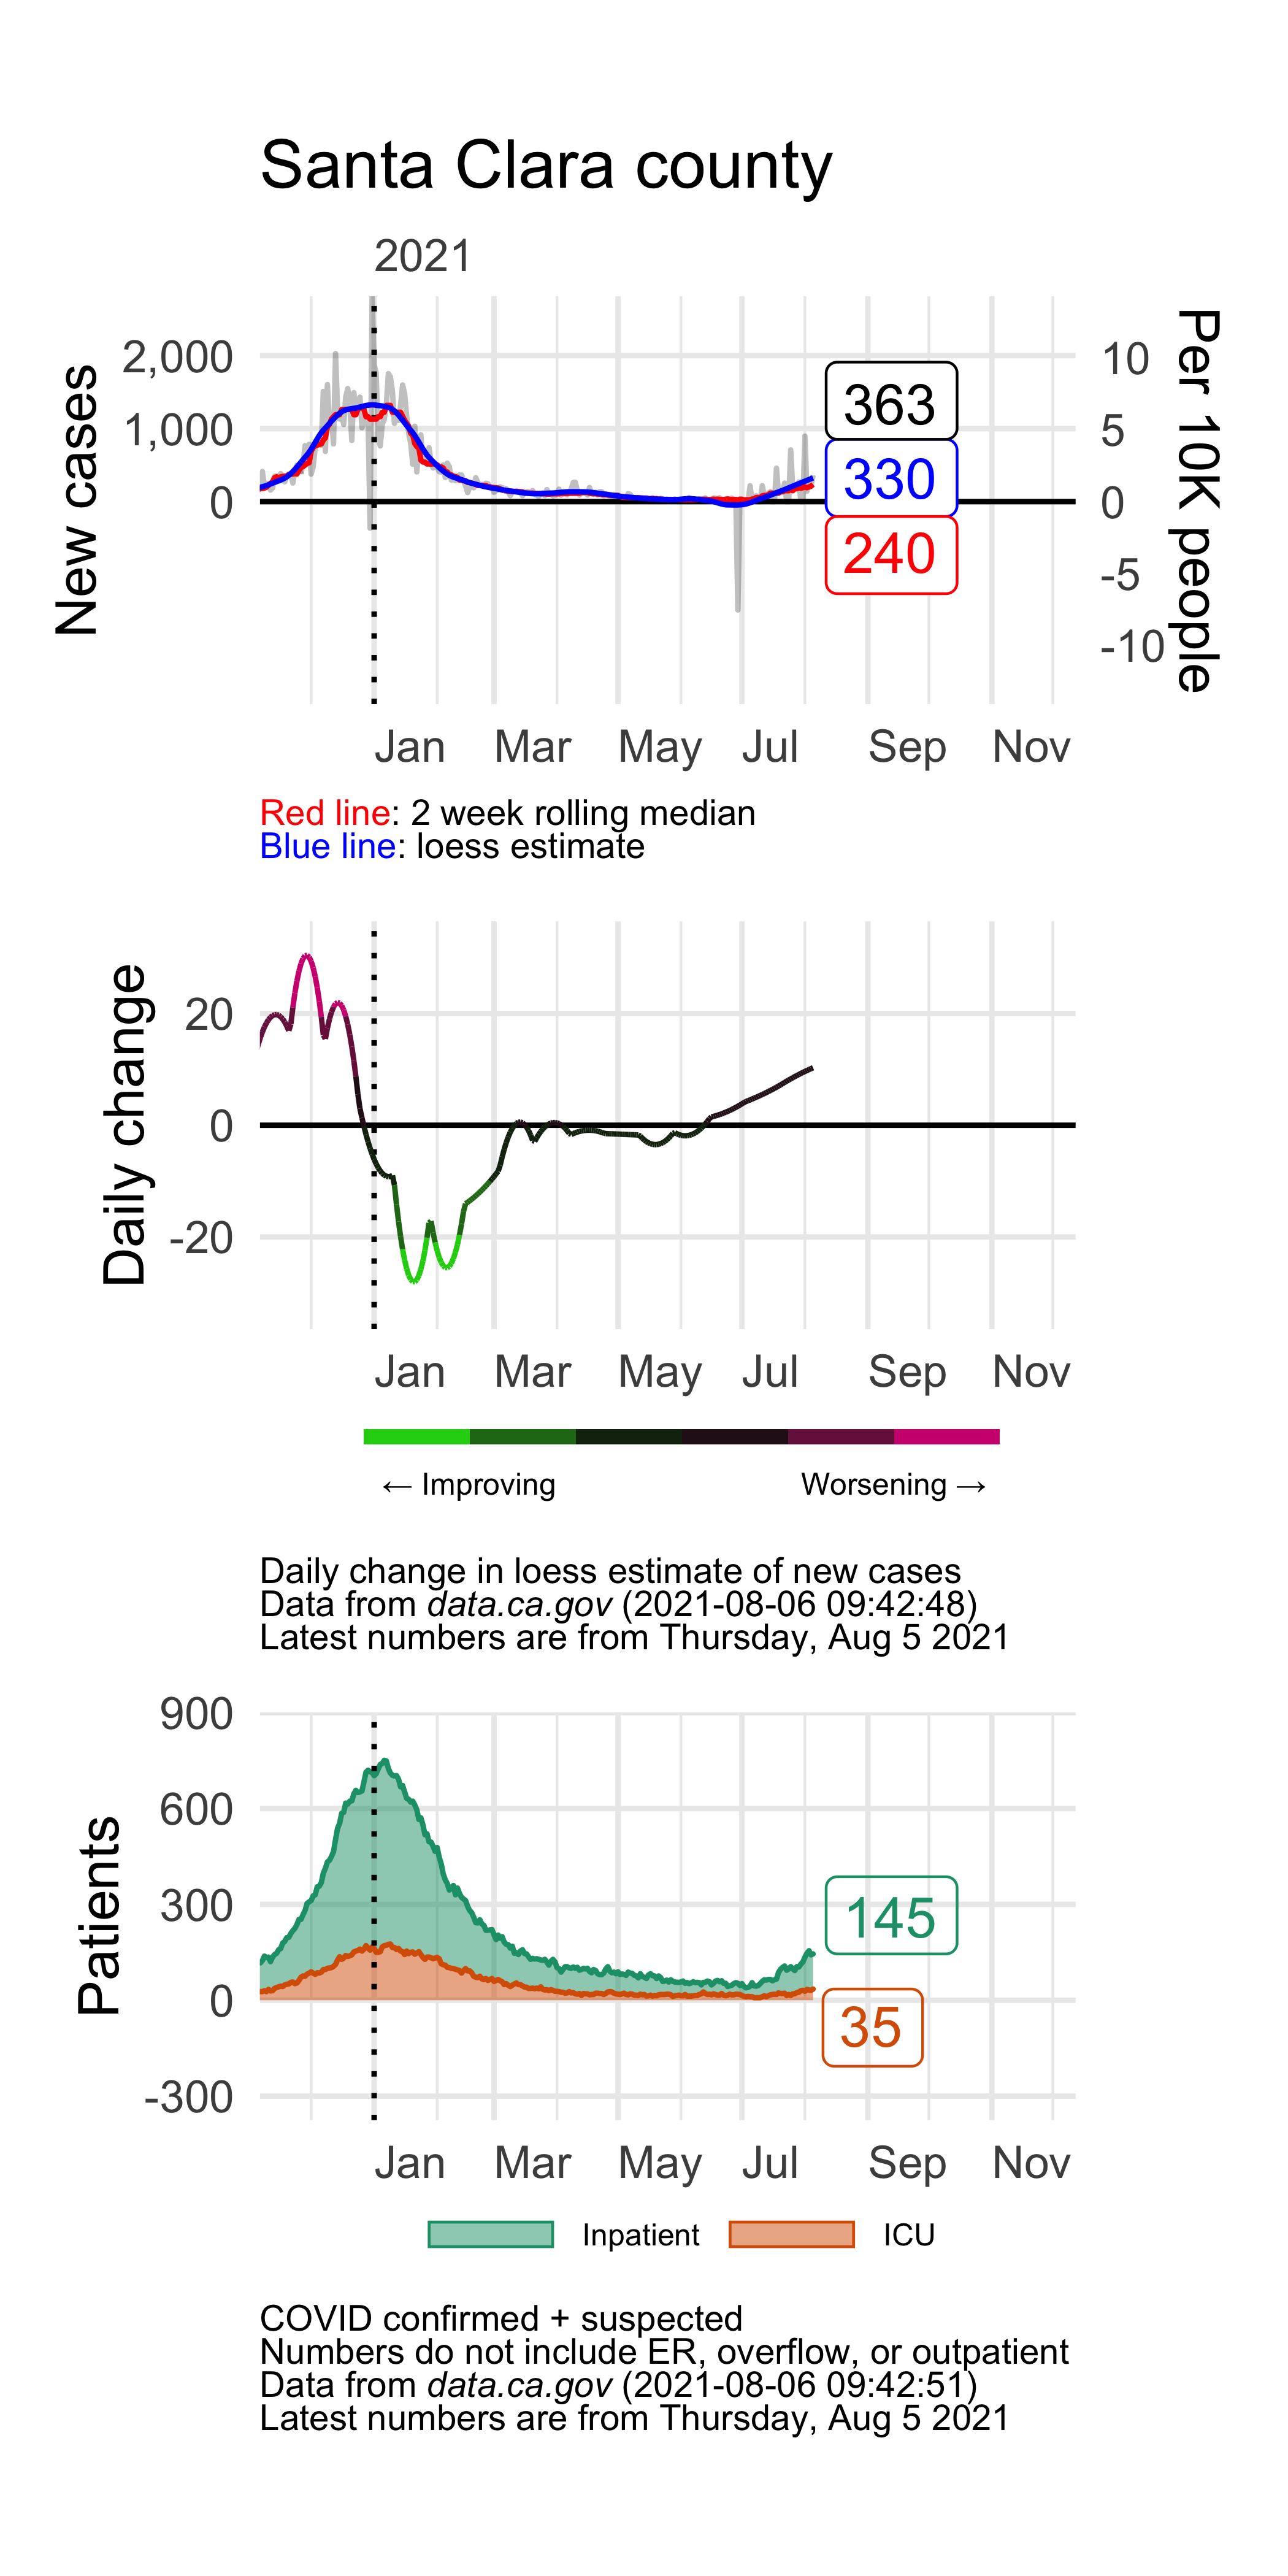 Santa Clara county
2021
New cases
2,000
1,000
0
10
5
0
-5
-10
Per 10K people
363
330
240
Jan Mar May Jul Sep Nov
Red line: 2 week rolling median
Blue line: loess estimate
Daily change
20
0
-20
Jan Mar May Jul Sep Nov
← Improving Worsening →
Daily change in loess estimate of new cases
Data from data.ca.gov (2021-08-06 09:42:48)
Latest numbers are from Thursday, Aug 5 2021
Patients
900
600
300
0
-300
145
35
Jan Mar May Jul Sep Nov
Inpatient ICU
COVID confirmed + suspected
Numbers do not include ER, overflow, or outpatient
Data from data.ca.gov (2021-08-06 09:42:51)
Latest numbers are from Thursday, Aug 5 2021